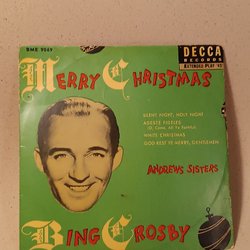 BME 9049
DECCA
RECORDS
EXTENDED PLAY 45
MERRY CHRISTMAS
SILENT NIGHT, HOLY NIGHT
ADESTE FIDELES
(O, Come, All Ye Faithful)
WHITE CHRISTMAS
GOD REST YE MERRY, GENTLEMEN
ANDREWS SISTERS
BING CROSBY